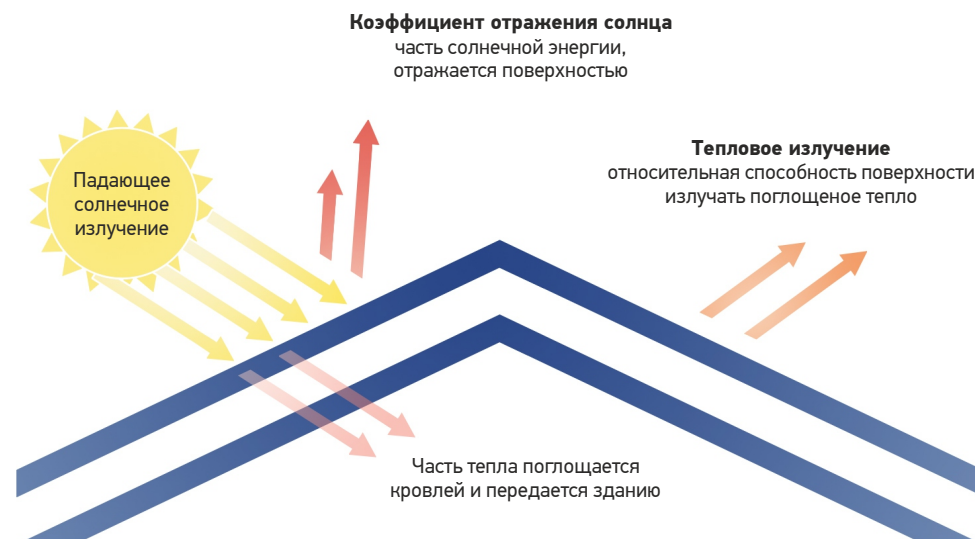 Коэффициент отражения солнца
часть солнечной энергии,
отражается поверхностью
Тепловое излучение
относительная способность поверхности
излучать поглощеное тепло
Падающее
солнечное
излучение
Часть тепла поглощается
кровлей и передается зданию